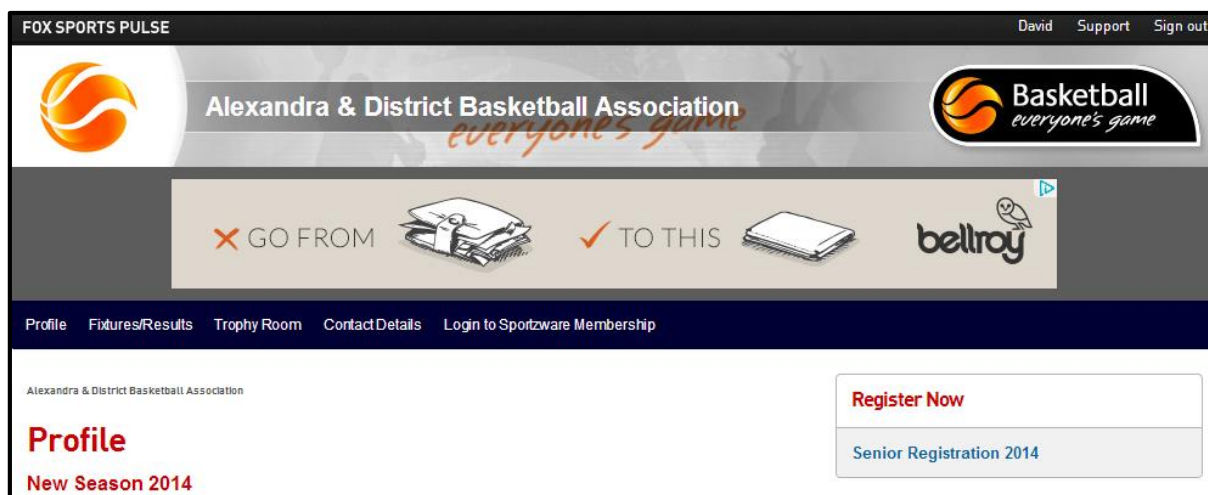 FOX SPORTS PULSE
David Support Sign out
Alexandra & District Basketball Association
everyone's game
Basketball
everyone's game
GO FROM
TO THIS
bellroy
Profile Fixtures/Results Trophy Room Contact Details Login to Sportzware Membership
Alexandra & District Basketball Association
Profile
New Season 2014
Register Now
Senior Registration 2014